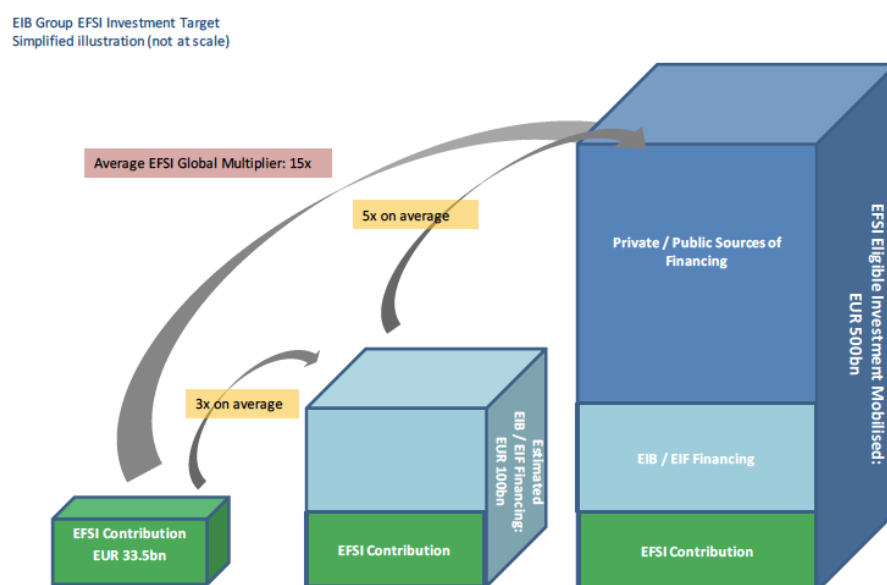 EIB Group EFSI Investment Target
Simplified illustration (not at scale)
Average EFSI Global Multiplier: 15x
5x on average
3x on average
EFSI Contribution
EUR 33.5bn
EFSI Contribution
Estimated
EIB / EIF Financing:
EUR 100bn
Private / Public Sources of
Financing
EIB / EIF Financing
EFSI Contribution
EFSI Eligible Investment Mobilised:
EUR 500bn